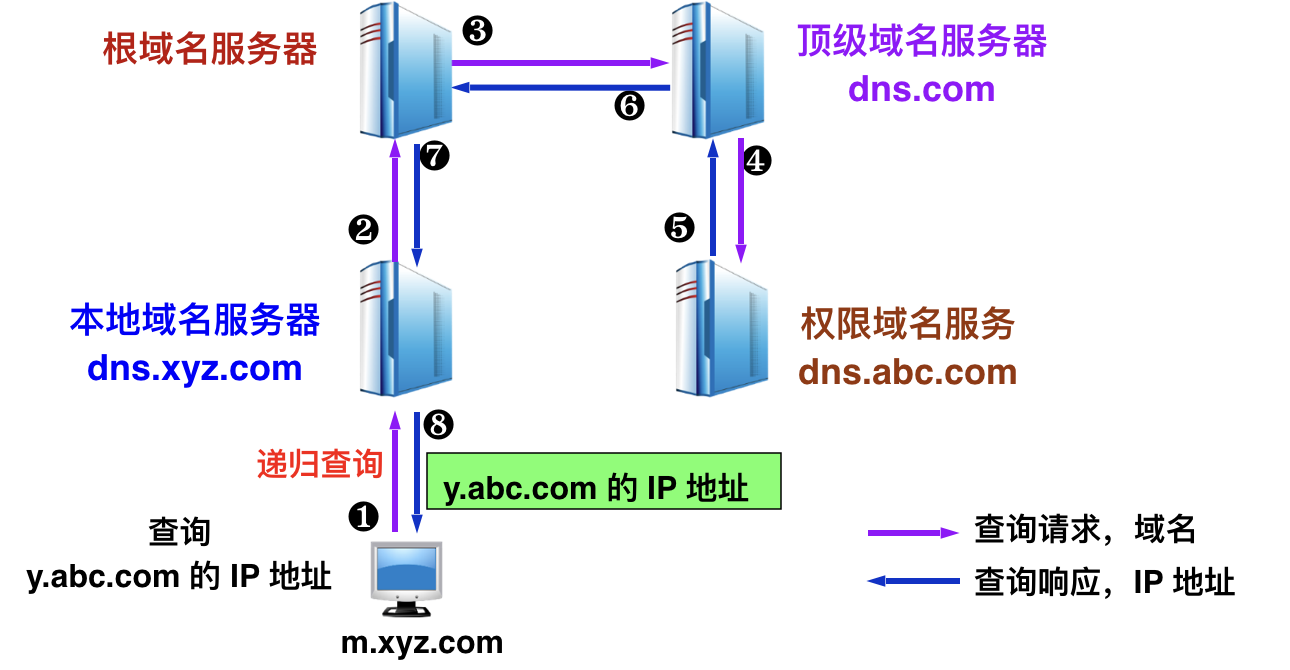 根域名服务器
❸
顶级域名服务器
dns.com
❻
❼
❹
❷
❺
本地域名服务器
dns.xyz.com
权限域名服务
dns.abc.com
❽
递归查询
y.abc.com 的 IP 地址
❶
查询
y.abc.com 的 IP 地址
查询请求，域名
查询响应，IP 地址
m.xyz.com